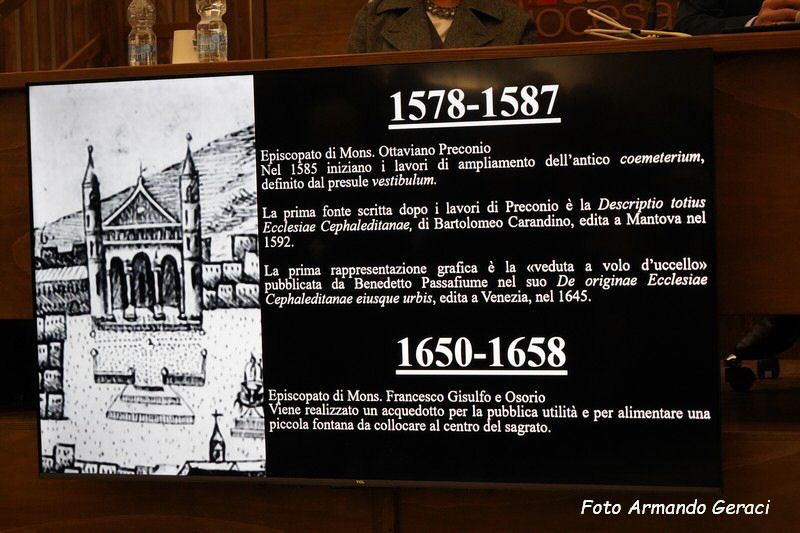 ocesa
1578-1587
Episcopato di Mons. Ottaviano Preconio
Nel 1585 iniziano i lavori di ampliamento dell'antico coemeterium,
definito dal presule vestibulum.
La prima fonte scritta dopo i lavori di Preconio è la Descriptio totius
Ecclesiae Cephaleditanae, di Bartolomeo Carandino, edita a Mantova nel
1592.
La prima rappresentazione grafica è la «veduta a volo d'uccello»
pubblicata da Benedetto Passafiume nel suo De originae Ecclesiae
Cephaleditanae eiusque urbis, edita a Venezia, nel 1645.
1650-1658
Episcopato di Mons. Francesco Gisulfo e Osorio
Viene realizzato un acquedotto per la pubblica utilità e per alimentare una
piccola fontana da collocare al centro del sagrato.
TCL
Foto Armando Geraci